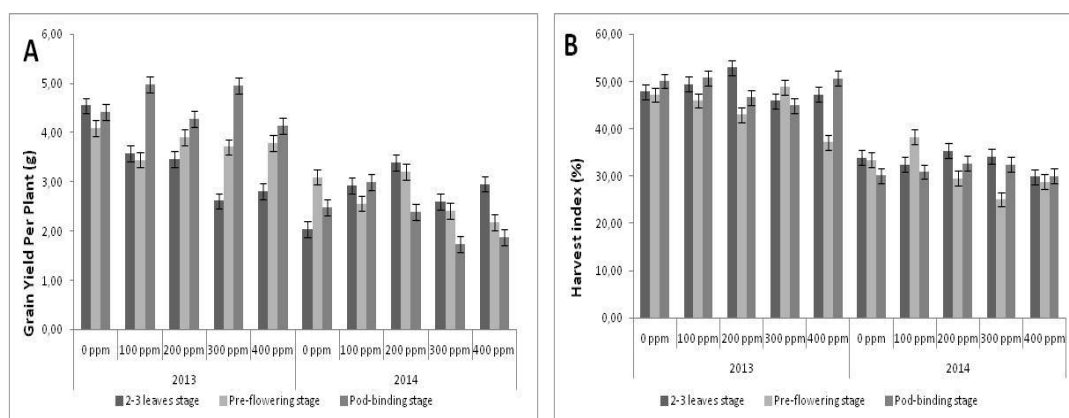 A
Grain Yield Per Plant (g)
6,00
5,00
4,00
3,00
2,00
1,00
0,00
0 ppm 100 ppm 200 ppm 300 ppm 400 ppm 0 ppm 100 ppm 200 ppm 300 ppm 400 ppm
2013 2014
2-3 leaves stage Pre-flowering stage Pod-binding stage
B
Harvest index (%)
60,00
50,00
40,00
30,00
20,00
10,00
0,00
0 ppm 100 ppm 200 ppm 300 ppm 400 ppm 0 ppm 100 ppm 200 ppm 300 ppm 400 ppm
2013 2014
2-3 leaves stage Pre-flowering stage Pod-binding stage